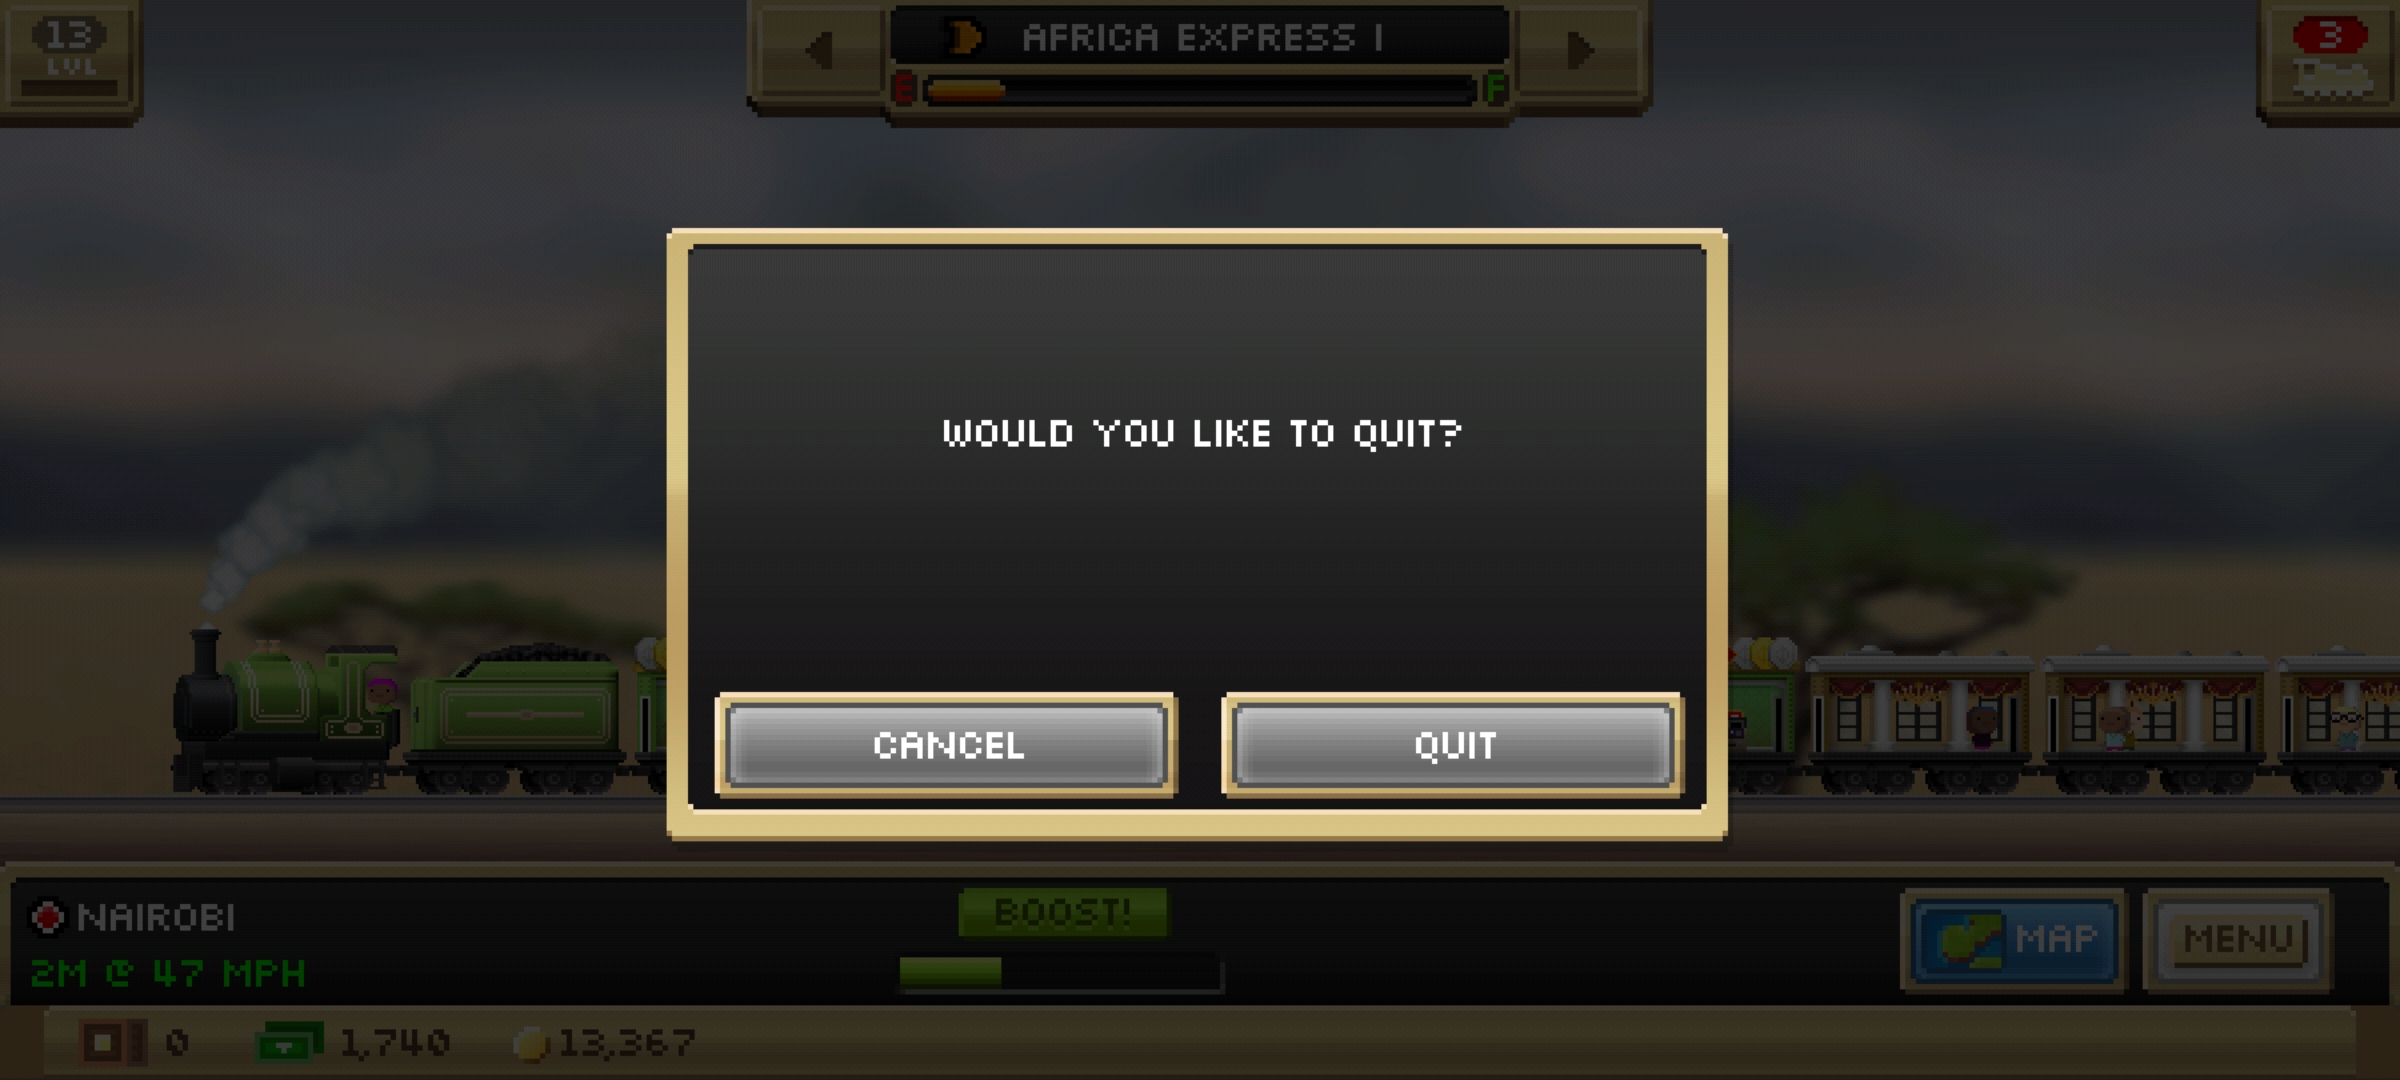 13
LVL
AFRICA EXPRESS I
E F
3
WOULD YOU LIKE TO QUIT?
CANCEL QUIT
NAIROBI
2M @ 47 MPH
BOOST!
MAP MENU
0 1,740 13,367